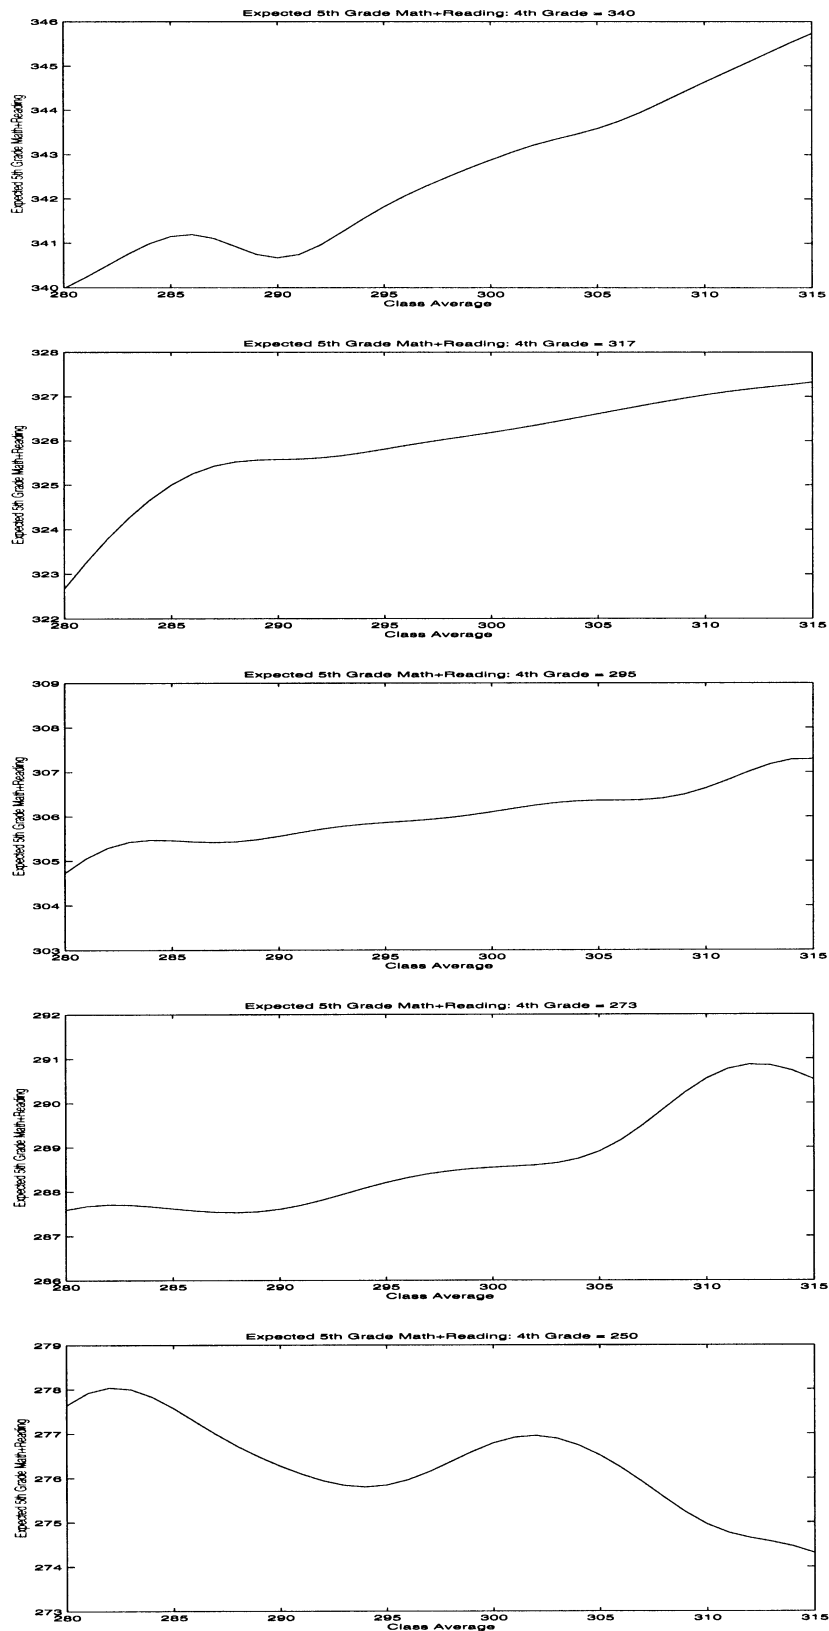 Expected 5th Grade Math+Reading: 4th Grade = 340
346
345
344
343
342
341
340
Expected 5th Grade Math+Reading
280 285 290 295 300 305 310 315
Class Average
Expected 5th Grade Math+Reading: 4th Grade = 317
328
327
326
325
324
323
322
Expected 5th Grade Math+Reading
280 285 290 295 300 305 310 315
Class Average
Expected 5th Grade Math+Reading: 4th Grade = 295
309
308
307
306
305
304
303
Expected 5th Grade Math+Reading
280 285 290 295 300 305 310 315
Class Average
Expected 5th Grade Math+Reading: 4th Grade = 273
292
291
290
289
288
287
286
Expected 5th Grade Math+Reading
280 285 290 295 300 305 310 315
Class Average
Expected 5th Grade Math+Reading: 4th Grade = 250
279
278
277
276
275
274
273
Expected 5th Grade Math+Reading
280 285 290 295 300 305 310 315
Class Average